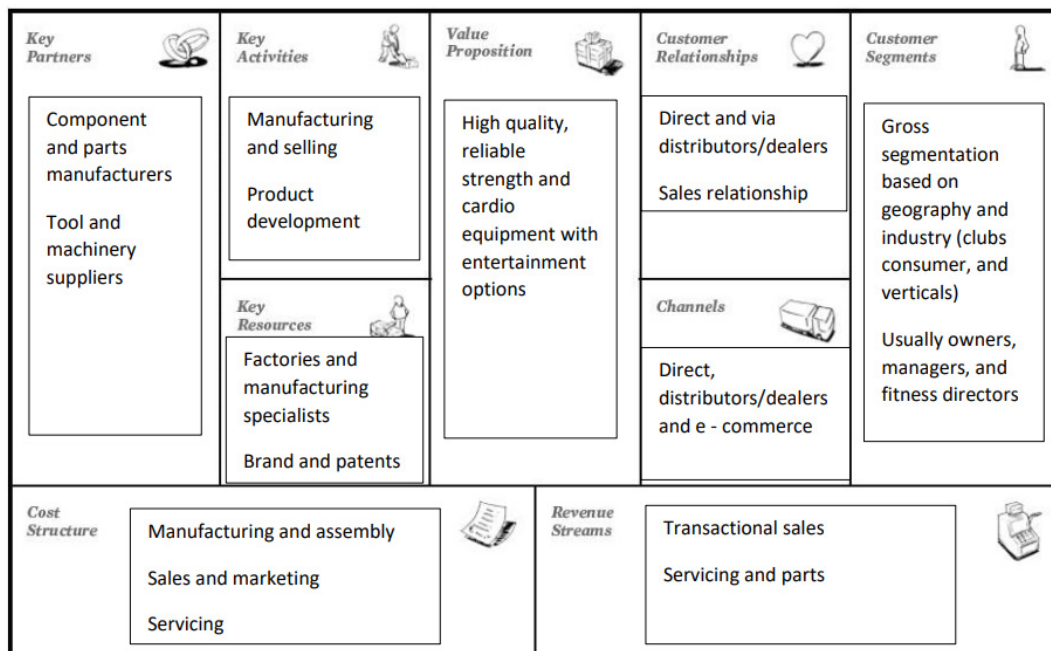 Key
Partners
Component
and parts
manufacturers
Tool and
machinery
suppliers
Key
Activities
Manufacturing
and selling
Product
development
Key
Resources
Factories and
manufacturing
specialists
Brand and patents
Value
Proposition
High quality,
reliable
strength and
cardio
equipment with
entertainment
options
Customer
Relationships
Direct and via
distributors/dealers
Sales relationship
Channels
Direct,
distributors/dealers
and e - commerce
Customer
Segments
Gross
segmentation
based on
geography and
industry (clubs
consumer, and
verticals)
Usually owners,
managers, and
fitness directors
Cost
Structure
Manufacturing and assembly
Sales and marketing
Servicing
Revenue
Streams
Transactional sales
Servicing and parts